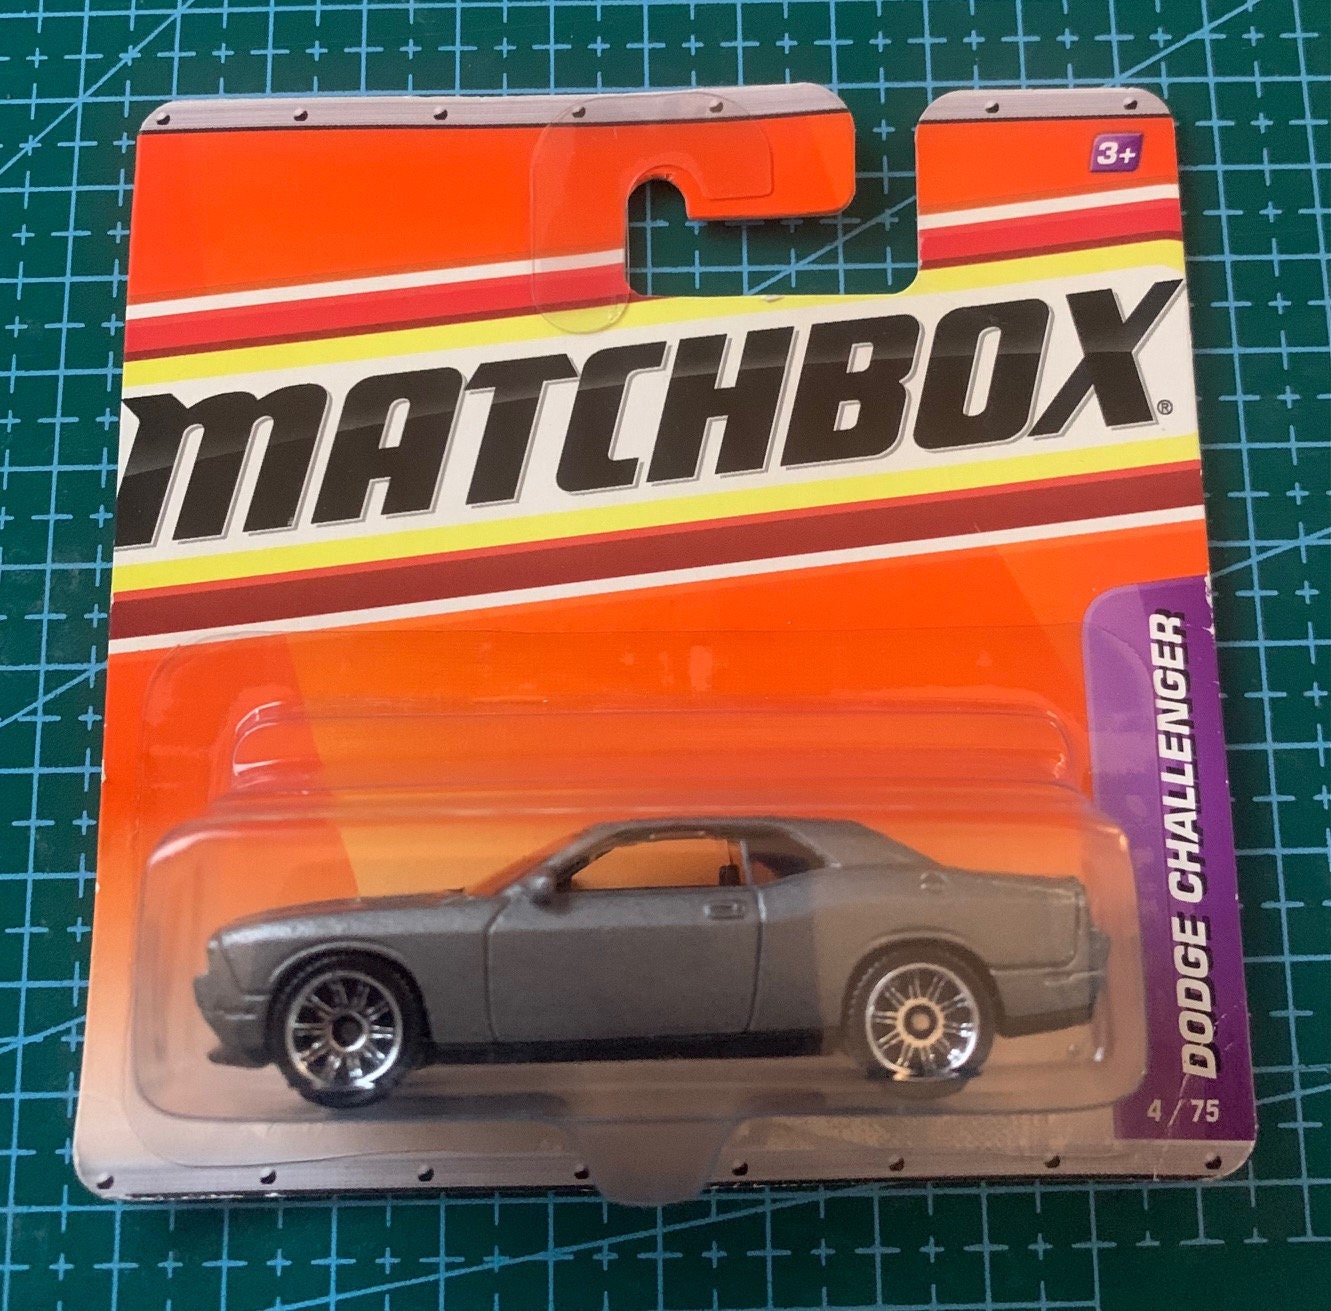 3+
MATCHBOX®
DODGE CHALLENGER
4 / 75